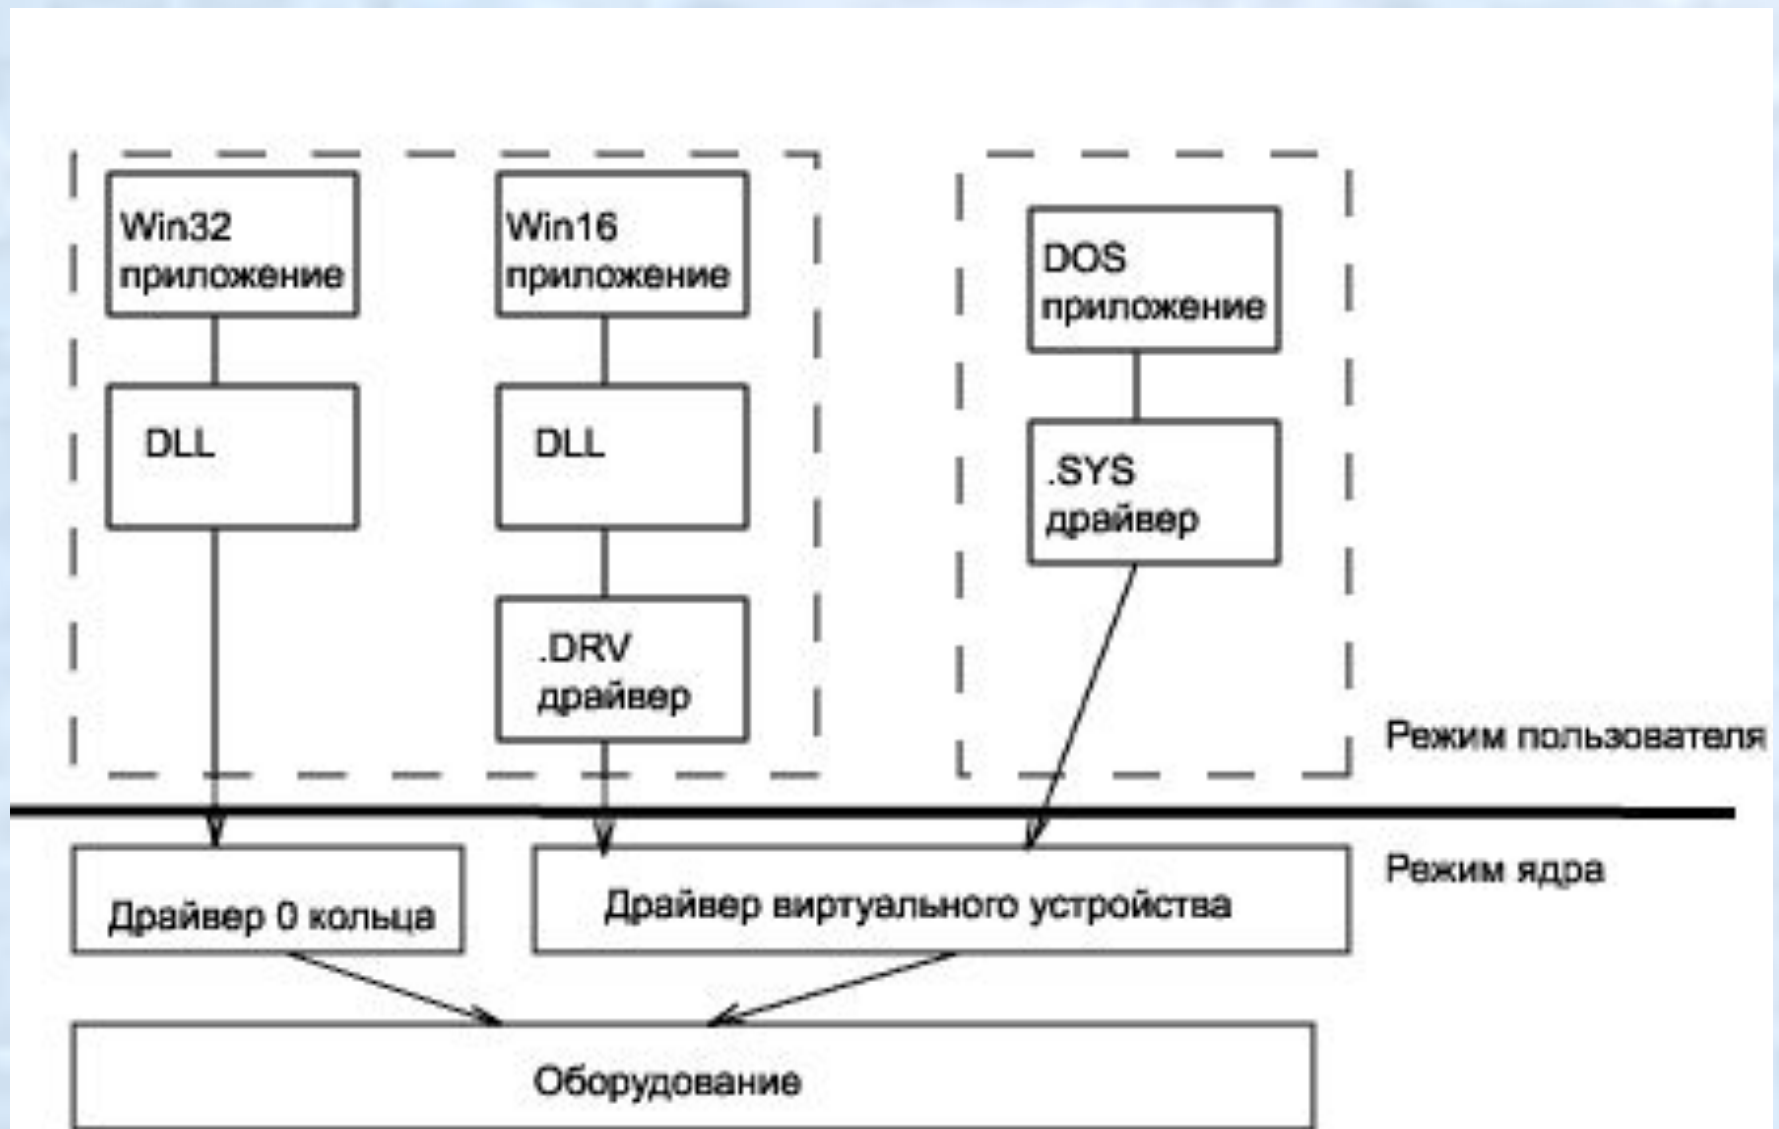 Win32
приложение
Win16
приложение
DOS
приложение
DLL
DLL
.SYS
драйвер
.DRV
драйвер
Режим пользователя
Режим ядра
Драйвер 0 кольца
Драйвер виртуального устройства
Оборудование